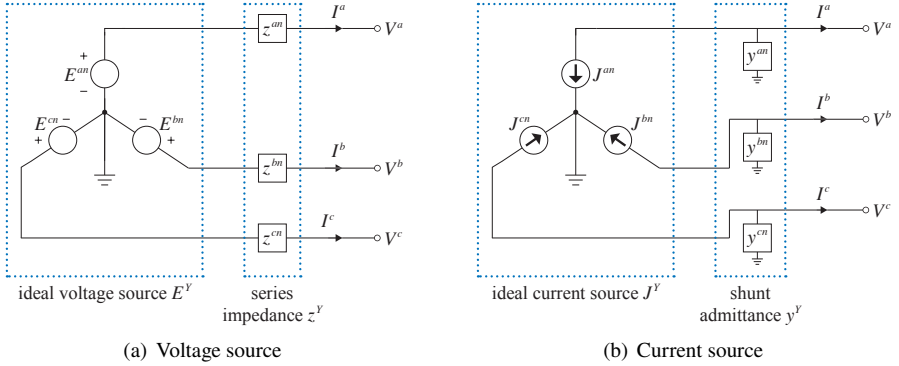 I^a I^a
z^{an} V^a V^a
+ y^{an}
E^{an} J^{an}
− I^b
E^{cn} − − E^{bn} J^{cn} J^{bn} V^b
+ + I^b y^{bn}
z^{bn} V^b
I^c I^c
V^c
z^{cn} V^c y^{cn}
ideal voltage source E^Y series ideal current source J^Y shunt
impedance z^Y admittance y^Y
(a) Voltage source (b) Current source